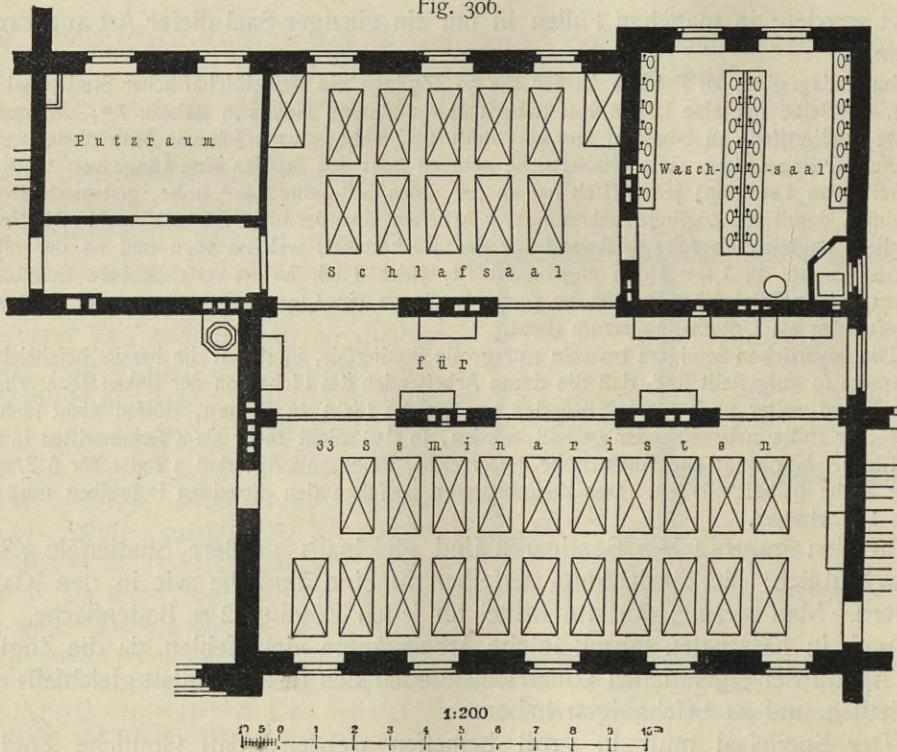 Fig. 306.
Putzraum
Wasch-saal
Schlafsaal
für
33 Seminaristen
1:200
10 5 0 1 2 3 4 5 6 7 8 9 10m